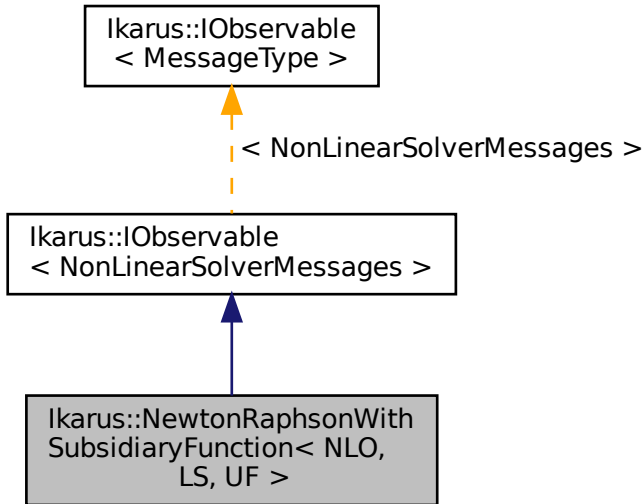 Ikarus::IObservable
< MessageType >
< NonLinearSolverMessages >
Ikarus::IObservable
< NonLinearSolverMessages >
Ikarus::NewtonRaphsonWith
SubsidiaryFunction< NLO,
LS, UF >